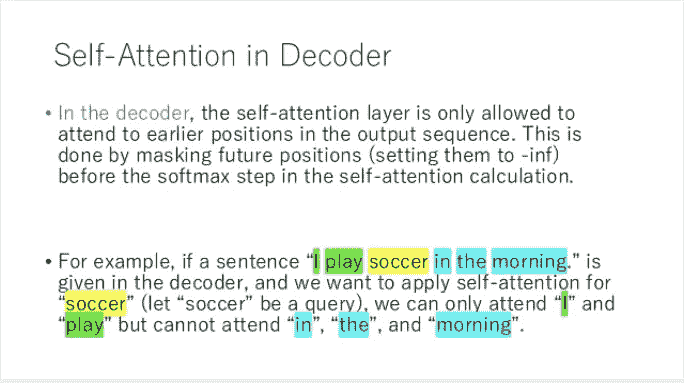 Self-Attention in Decoder
• In the decoder, the self-attention layer is only allowed to
attend to earlier positions in the output sequence. This is
done by masking future positions (setting them to -inf)
before the softmax step in the self-attention calculation.
• For example, if a sentence “I play soccer in the morning.” is
given in the decoder, and we want to apply self-attention for
“soccer” (let “soccer” be a query), we can only attend “I” and
“play” but cannot attend “in”, “the”, and “morning”.